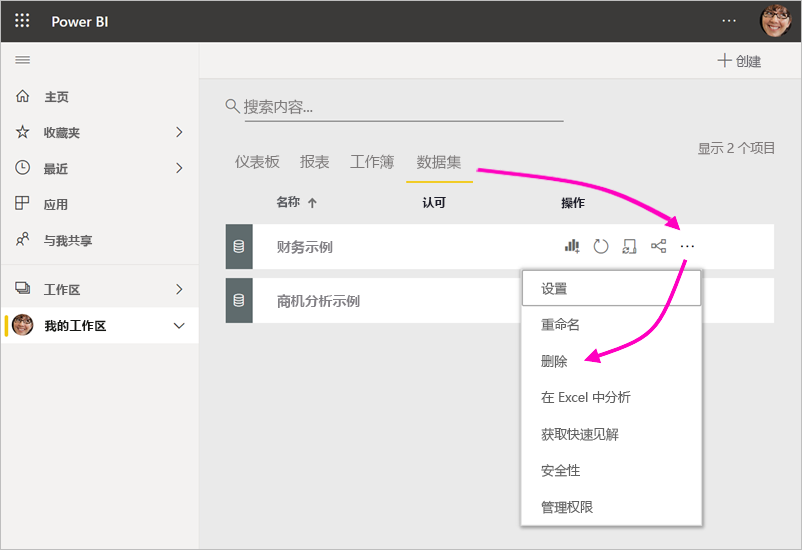 Power BI
创建
主页
收藏夹
最近
应用
与我共享
工作区
我的工作区
搜索内容...
显示 2 个项目
仪表板 报表 工作簿 数据集
名称 认可 操作
财务示例
商机分析示例
设置
重命名
删除
在 Excel 中分析
获取快速见解
安全性
管理权限